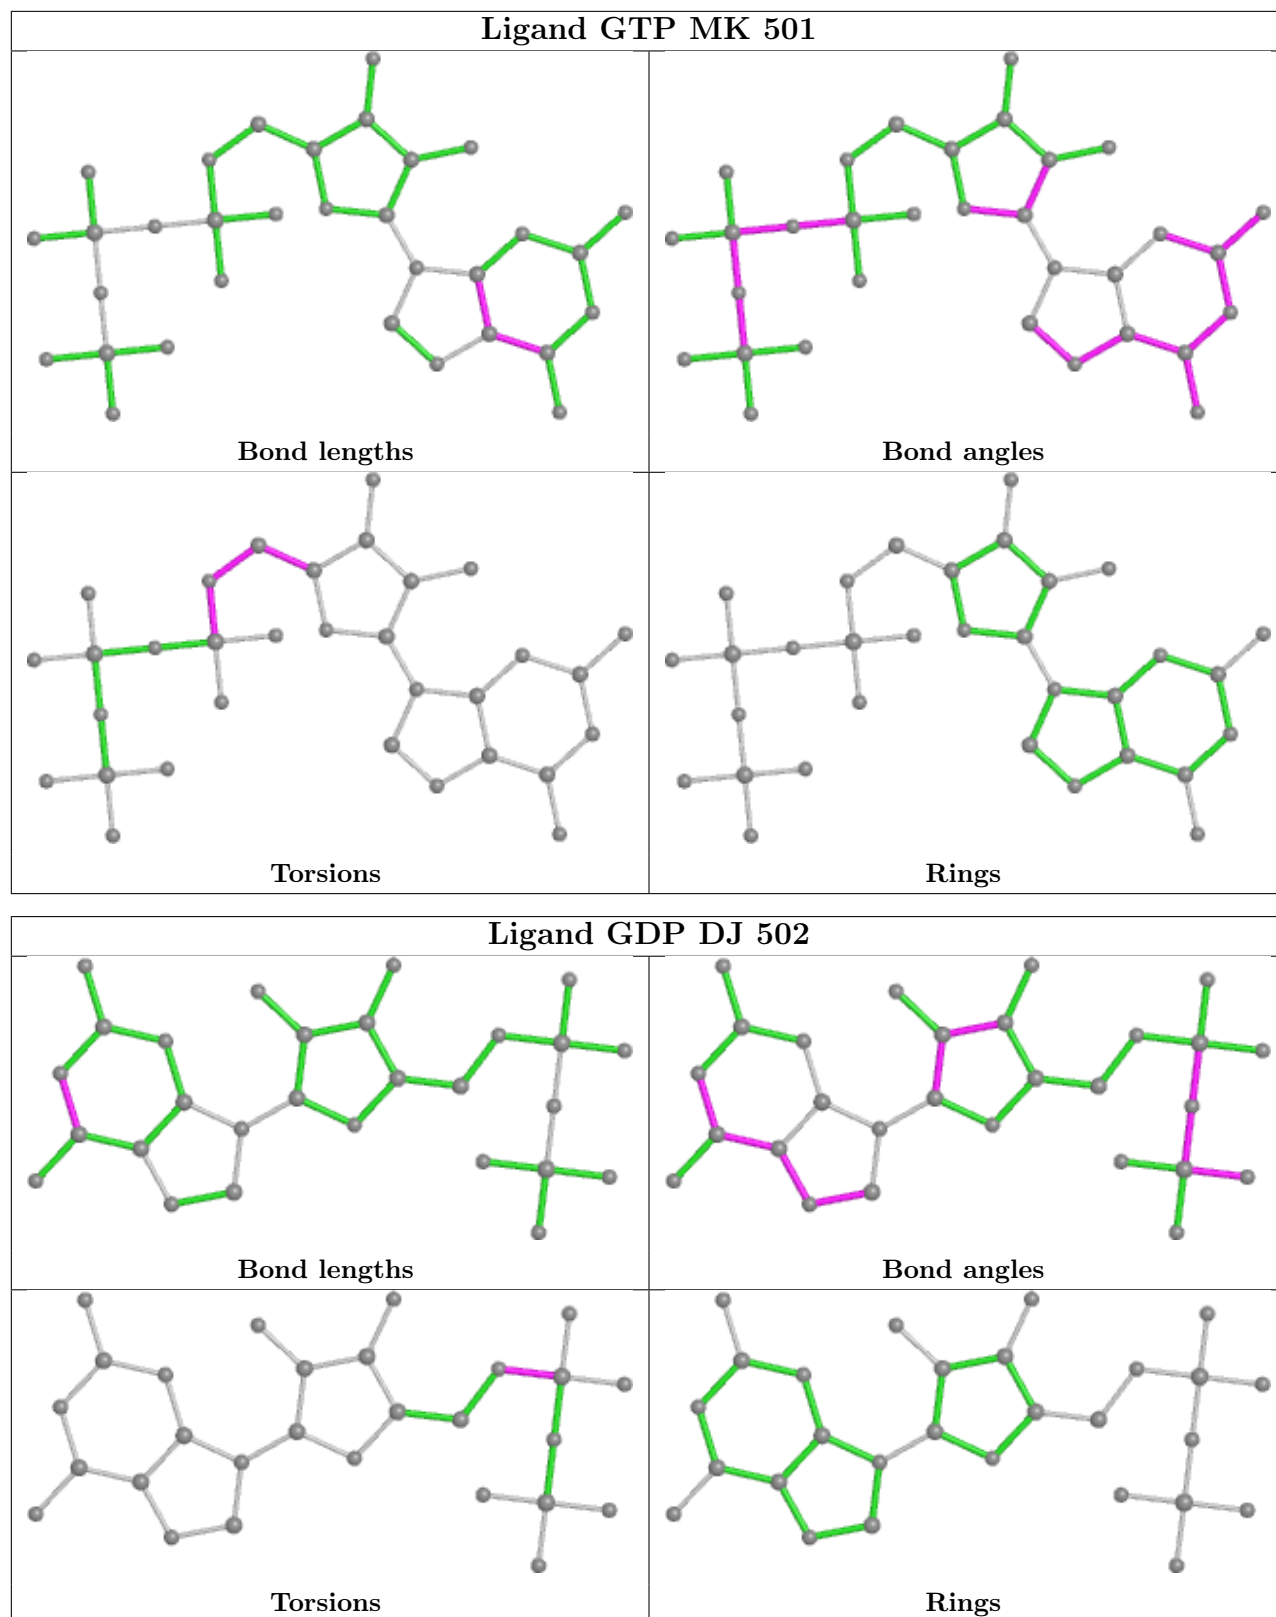 Ligand GTP MK 501
Bond lengths
Bond angles
Torsions
Rings
Ligand GDP DJ 502
Bond lengths
Bond angles
Torsions
Rings